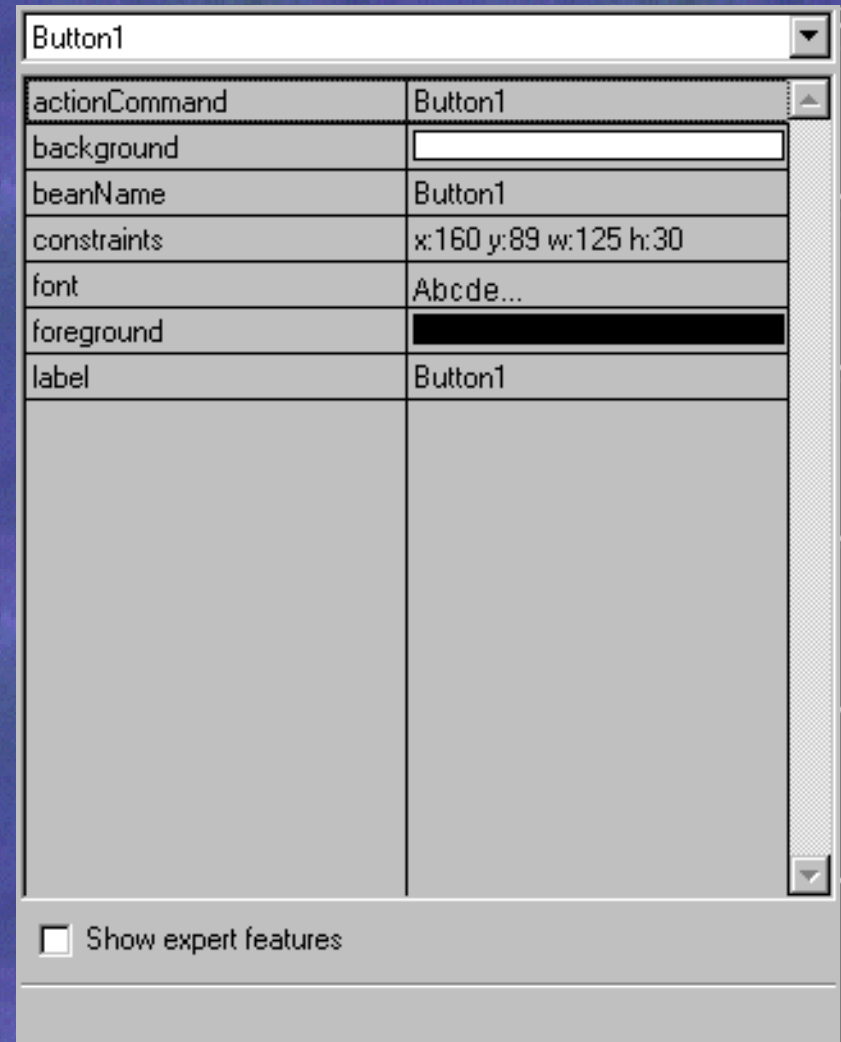 Button1
actionCommand Button1
background
beanName Button1
constraints x:160 y:89 w:125 h:30
font Abcde...
foreground
label Button1
Show expert features